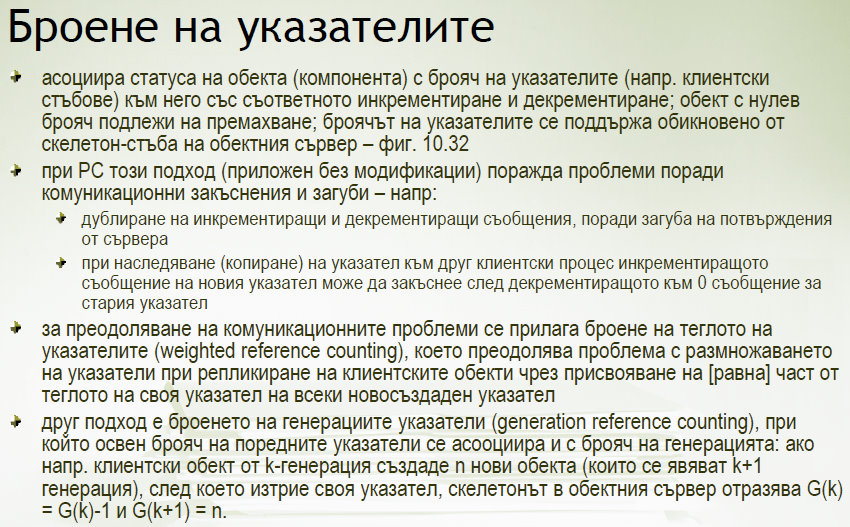 Броене на указателите
асоциира статуса на обекта (компонента) с брояч на указателите (напр. клиентски
стъбове) към него със съответното инкрементиране и декрементиране; обект с нулев
брояч подлежи на премахване; броячът на указателите се поддържа обикновено от
скелетон-стъба на обектния сървер – фиг. 10.32
при РС този подход (приложен без модификации) поражда проблеми поради
комуникационни закъснения и загуби – напр:
дублиране на инкрементиращи и декрементиращи съобщения, поради загуба на потвърждения
от сървера
при наследяване (копиране) на указател към друг клиентски процес инкрементиращото
съобщение на новия указател може да закъснее след декрементиращото към 0 съобщение за
стария указател
за преодоляване на комуникационните проблеми се прилага броене на теглото на
указателите (weighted reference counting), което преодолява проблема с размножаването
на указатели при репликиране на клиентските обекти чрез присвояване на [равна] част от
теглото на своя указател на всеки новосъздаден указател
друг подход е броенето на генерациите указатели (generation reference counting), при
който освен брояч на поредните указатели се асооциира и с брояч на генерацията: ако
напр. клиентски обект от k-генерация създаде n нови обекта (които се явяват k+1
генерация), след което изтрие своя указател, скелетонът в обектния сървер отразява G(k)
= G(k)-1 и G(k+1) = n.